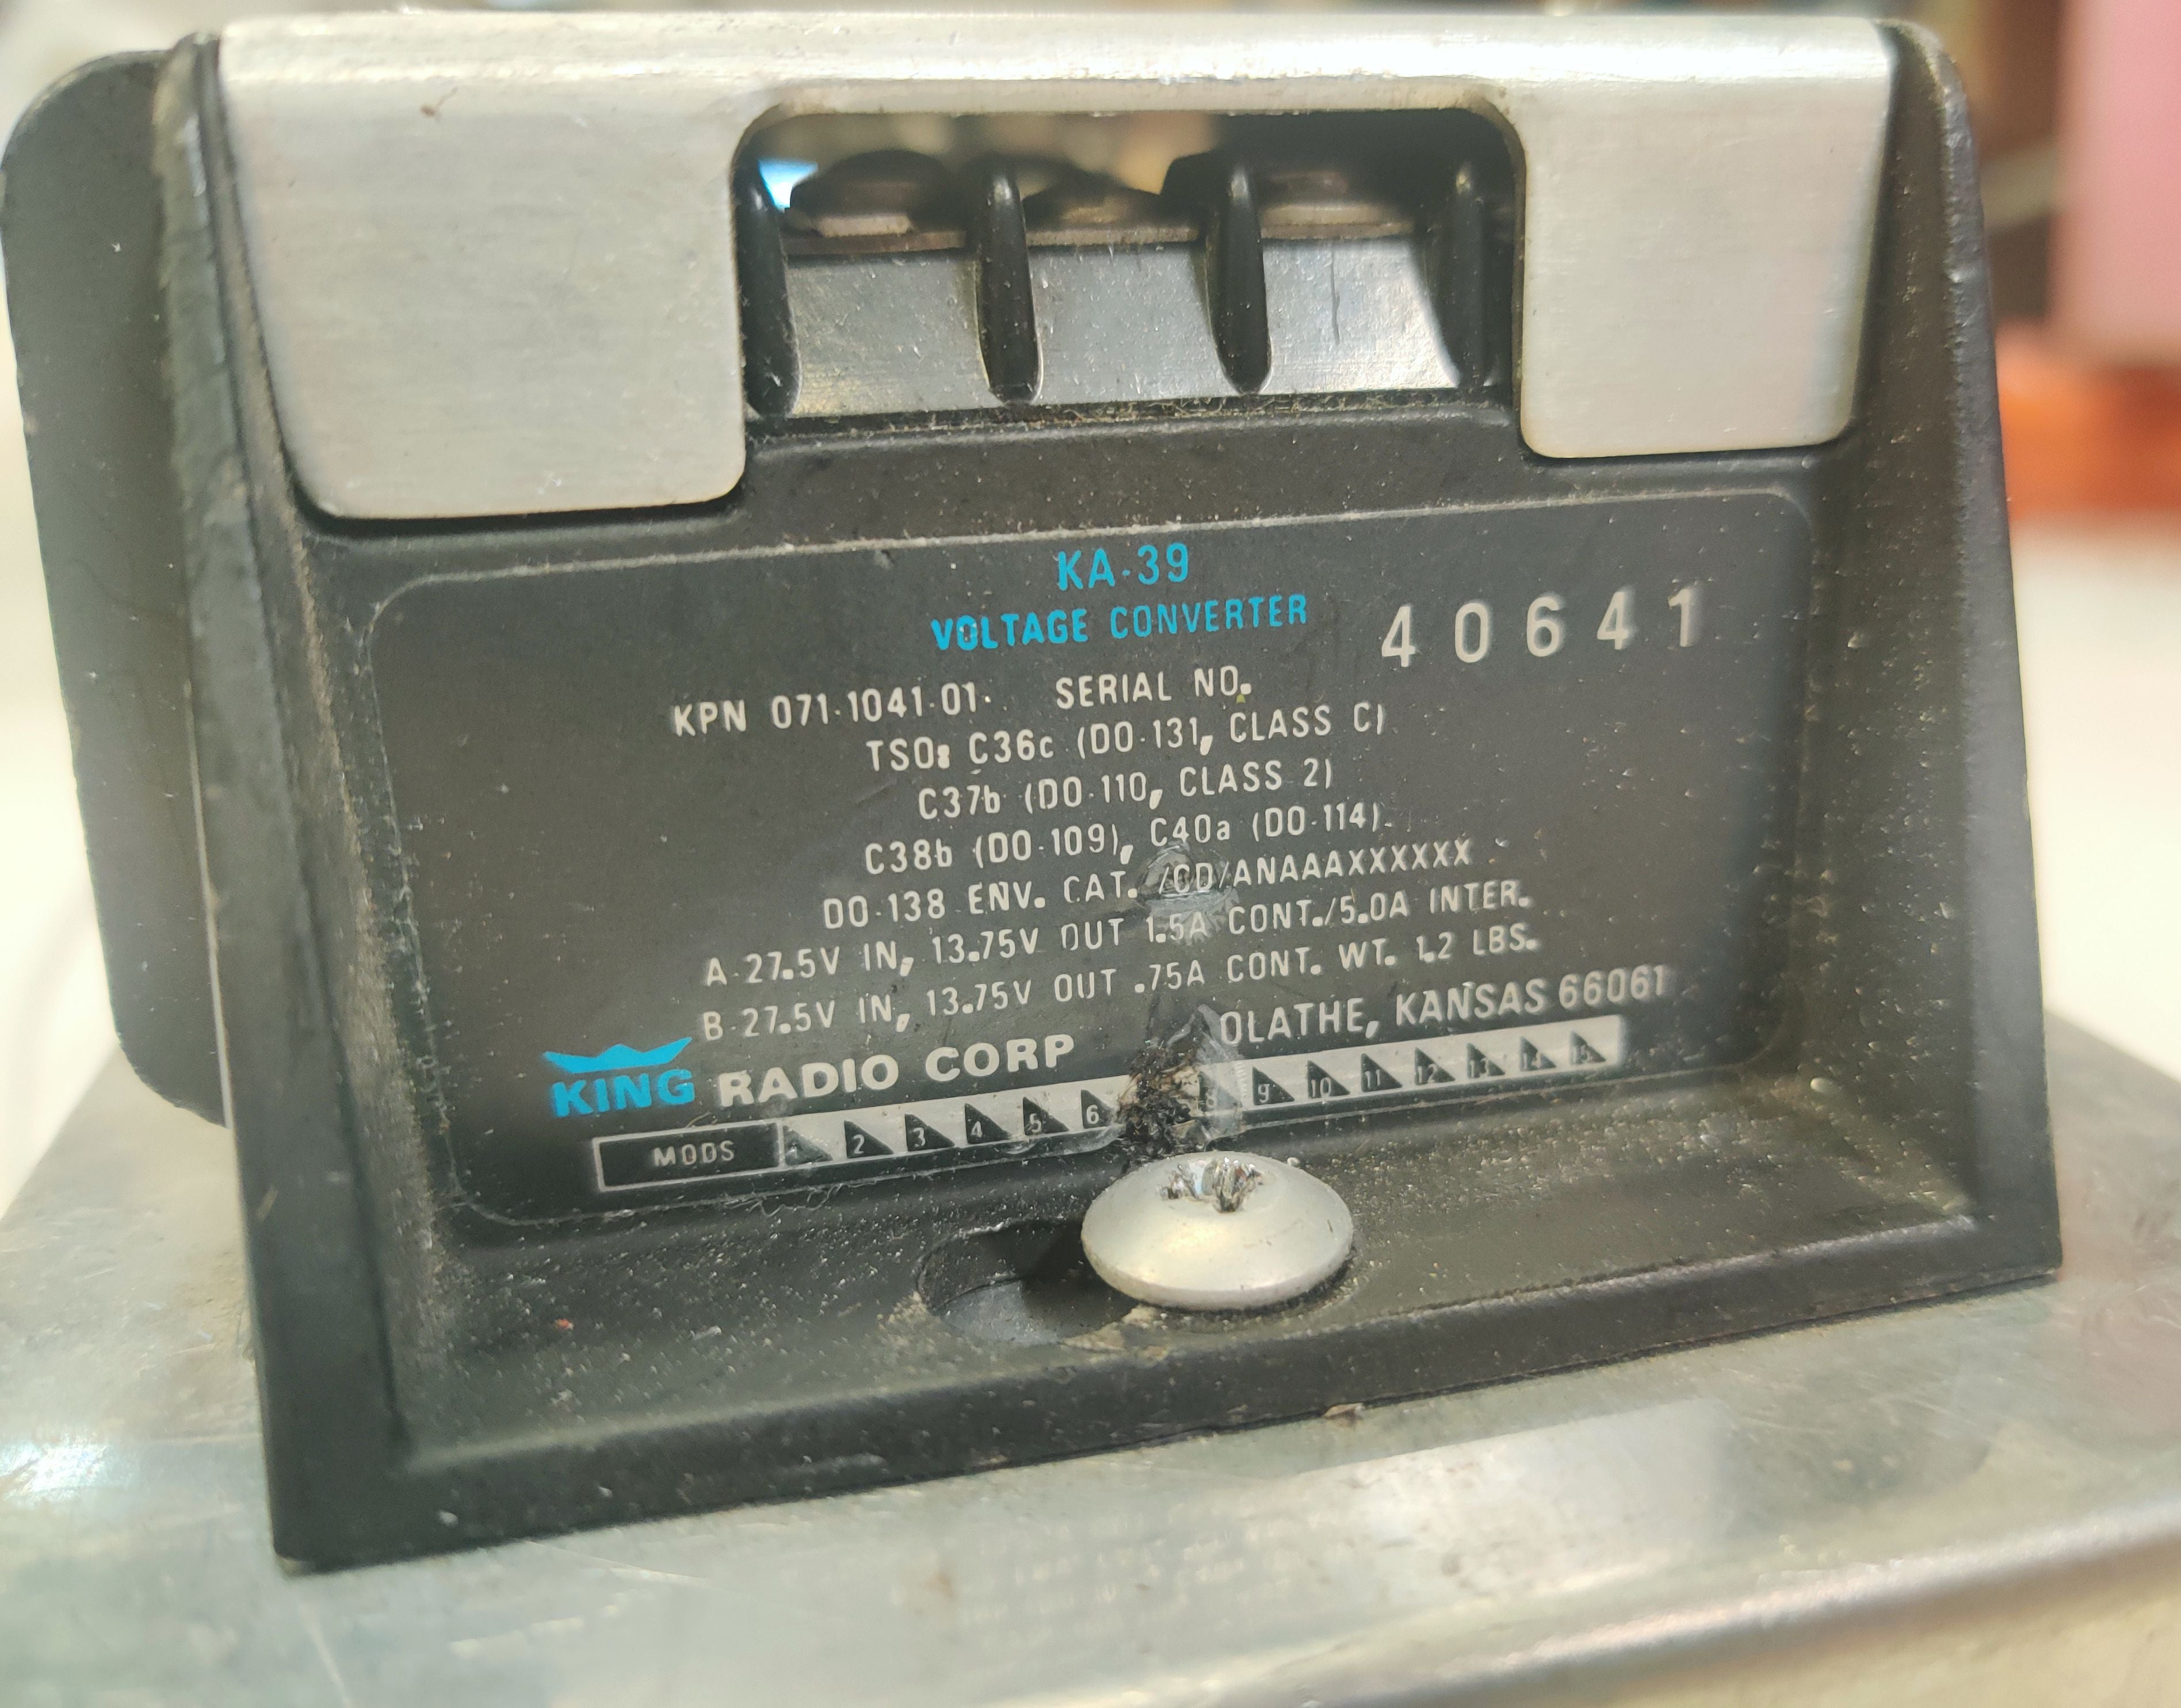 KA-39
VOLTAGE CONVERTER
KPN 071-1041-01. SERIAL NO. 40641
TSO: C36c (DO-131, CLASS C)
C37b (DO-110, CLASS 2)
C38b (DO-109), C40a (DO-114).
DO-138 ENV. CAT. /CD/ANAAAXXXXXX
A-27.5V IN, 13.75V OUT 1.5A CONT./5.0A INTER.
B-27.5V IN, 13.75V OUT .75A CONT. WT. 1.2 LBS.
KING RADIO CORP OLATHE, KANSAS 66061
MODS 1 2 3 4 5 6 8 9 10 11 12 13 14 15